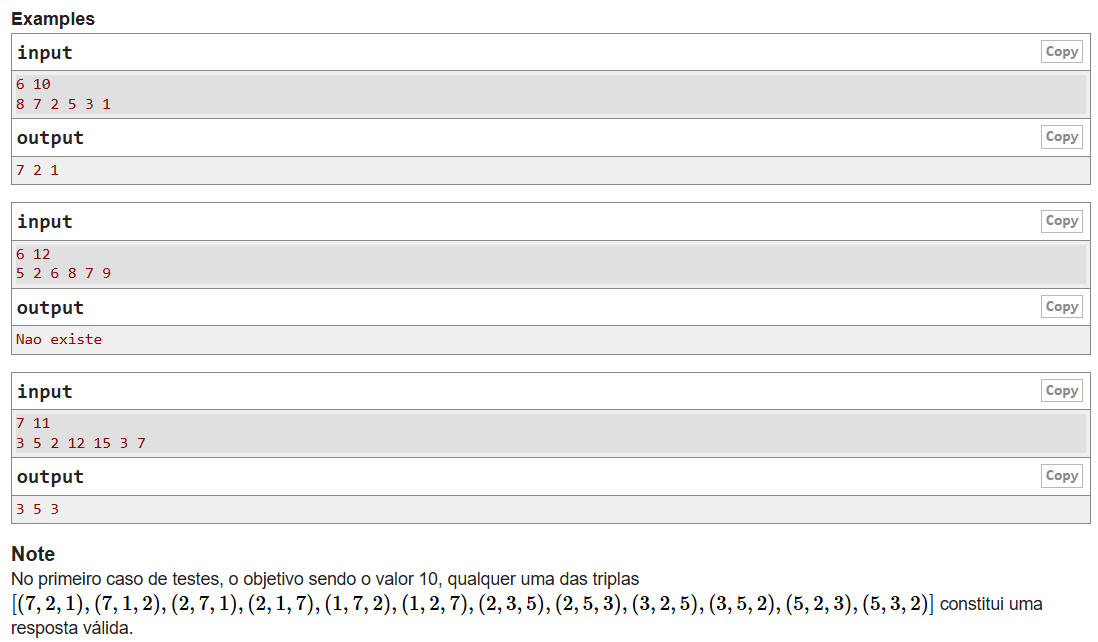 Examples
input
Copy
6 10
8 7 2 5 3 1
output
Copy
7 2 1
input
Copy
6 12
5 2 6 8 7 9
output
Copy
Nao existe
input
Copy
7 11
3 5 2 12 15 3 7
output
Copy
3 5 3
Note
No primeiro caso de testes, o objetivo sendo o valor 10, qualquer uma das triplas
[(7, 2, 1), (7, 1, 2), (2, 7, 1), (2, 1, 7), (1, 7, 2), (1, 2, 7), (2, 3, 5), (2, 5, 3), (3, 2, 5), (3, 5, 2), (5, 2, 3), (5, 3, 2)] constitui uma
resposta válida.